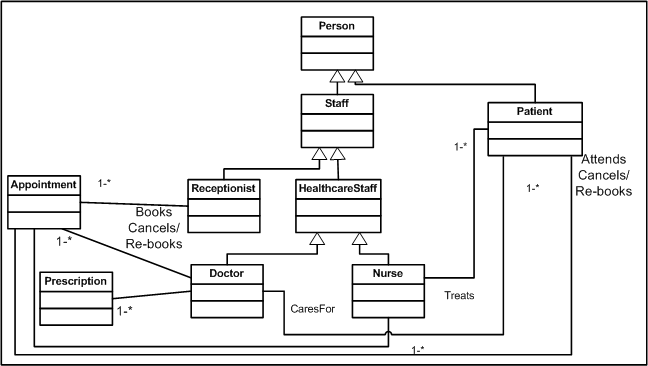 Person
Staff
Patient
1-*
Attends
Cancels/
Re-books
Appointment
1-*
Receptionist
HealthcareStaff
1-*
Books
Cancels/
Re-books
1-*
Prescription
1-*
Doctor
Nurse
CaresFor
Treats
1-*